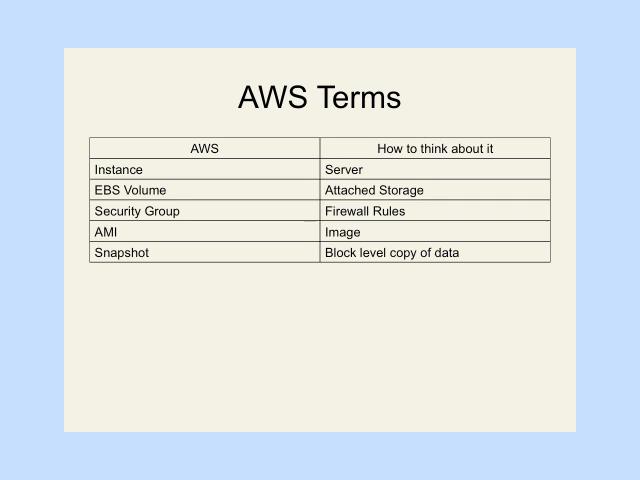 AWS Terms
AWS How to think about it
Instance Server
EBS Volume Attached Storage
Security Group Firewall Rules
AMI Image
Snapshot Block level copy of data